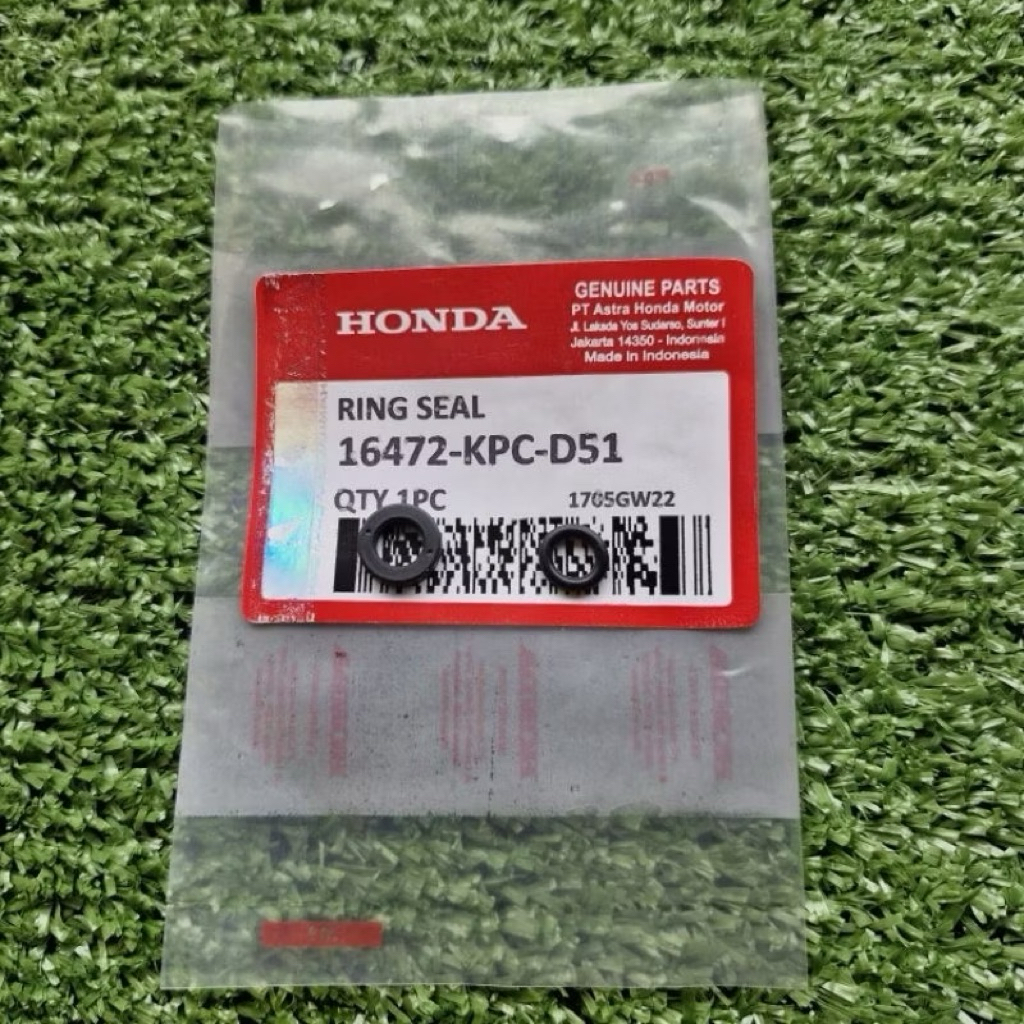 HONDA
GENUINE PARTS
PT Astra Honda Motor
Jl. Laksda Yos Sudarso, Sunter I
Jakarta 14350 - Indonesia
Made in Indonesia
RING SEAL
16472-KPC-D51
QTY 1PC
1705GW22